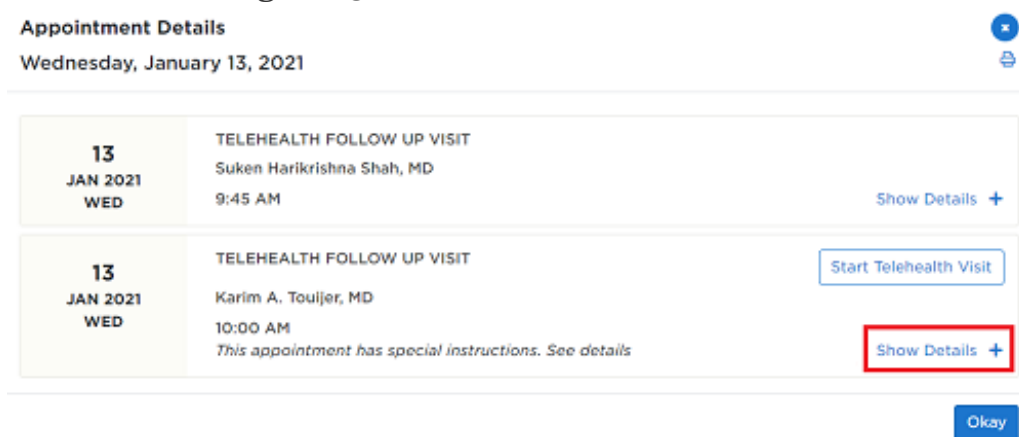 Appointment Details
Wednesday, January 13, 2021
13
JAN 2021
WED
TELEHEALTH FOLLOW UP VISIT
Suken Harikrishna Shah, MD
9:45 AM
Show Details +
13
JAN 2021
WED
TELEHEALTH FOLLOW UP VISIT
Start Telehealth Visit
Karim A. Touijer, MD
10:00 AM
This appointment has special instructions. See details
Show Details +
Okay